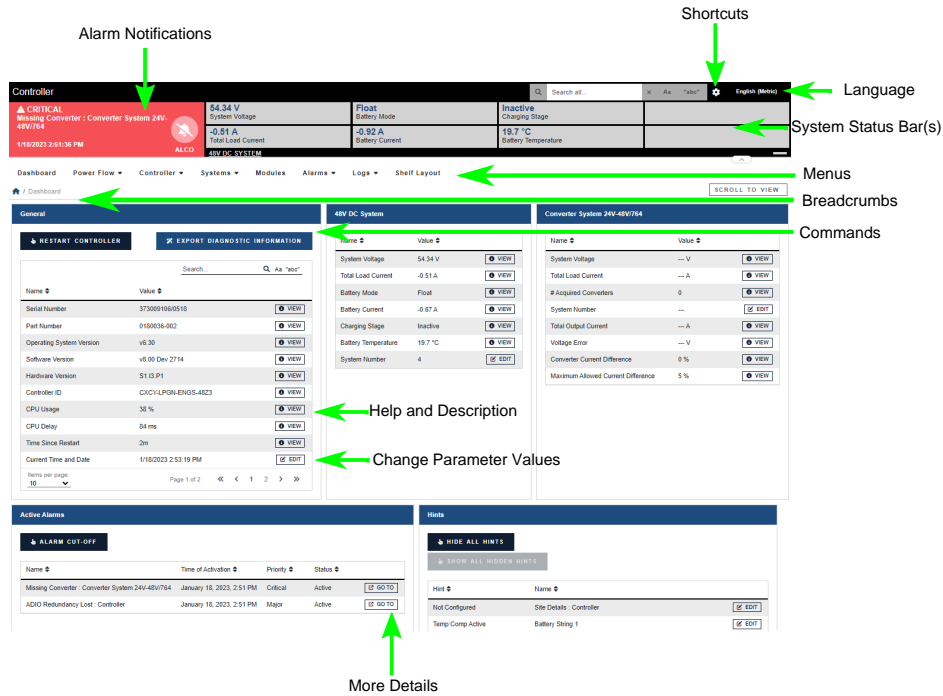 Shortcuts
Alarm Notifications
Controller
Search all...
× Aa "abc"
English (Metric)
Language
CRITICAL
Missing Converter : Converter System 24V-
48V/764
1/18/2023 2:51:36 PM
ALCO
54.34 V
System Voltage
Float
Battery Mode
Inactive
Charging Stage
-0.51 A
Total Load Current
-0.92 A
Battery Current
19.7 °C
Battery Temperature
48V DC SYSTEM
System Status Bar(s)
Dashboard Power Flow Controller Systems Modules Alarms Logs Shelf Layout
Menus
/ Dashboard
SCROLL TO VIEW
Breadcrumbs
General
RESTART CONTROLLER
EXPORT DIAGNOSTIC INFORMATION
Commands
Search... Aa "abc"
Name Value
Serial Number 373009106/0518 VIEW
Part Number 0180036-002 VIEW
Operating System Version v6.30 VIEW
Software Version v8.00 Dev 2714 VIEW
Hardware Version S1.I3.P1 VIEW
Controller ID CXCY-LPGN-ENGS-48Z3 VIEW
CPU Usage 38 % VIEW
CPU Delay 84 ms VIEW
Time Since Restart 2m VIEW
Current Time and Date 1/18/2023 2:53:19 PM EDIT
Items per page:
10
Page 1 of 2 « < 1 2 > »
48V DC System
Name Value
System Voltage 54.34 V VIEW
Total Load Current -0.51 A VIEW
Battery Mode Float VIEW
Battery Current -0.67 A VIEW
Charging Stage Inactive VIEW
Battery Temperature 19.7 °C VIEW
System Number 4 EDIT
Converter System 24V-48V/764
Name Value
System Voltage --- V VIEW
Total Load Current --- A VIEW
# Acquired Converters 0 VIEW
System Number --- EDIT
Total Output Current --- A VIEW
Voltage Error --- V VIEW
Converter Current Difference 0 % VIEW
Maximum Allowed Current Difference 5 % VIEW
Help and Description
Change Parameter Values
Active Alarms
ALARM CUT-OFF
Name Time of Activation Priority Status
Missing Converter : Converter System 24V-48V/764 January 18, 2023, 2:51 PM Critical Active GO TO
ADIO Redundancy Lost : Controller January 18, 2023, 2:51 PM Major Active GO TO
Hints
HIDE ALL HINTS
SHOW ALL HIDDEN HINTS
Hint Name
Not Configured Site Details : Controller EDIT
Temp Comp Active Battery String 1 EDIT
More Details